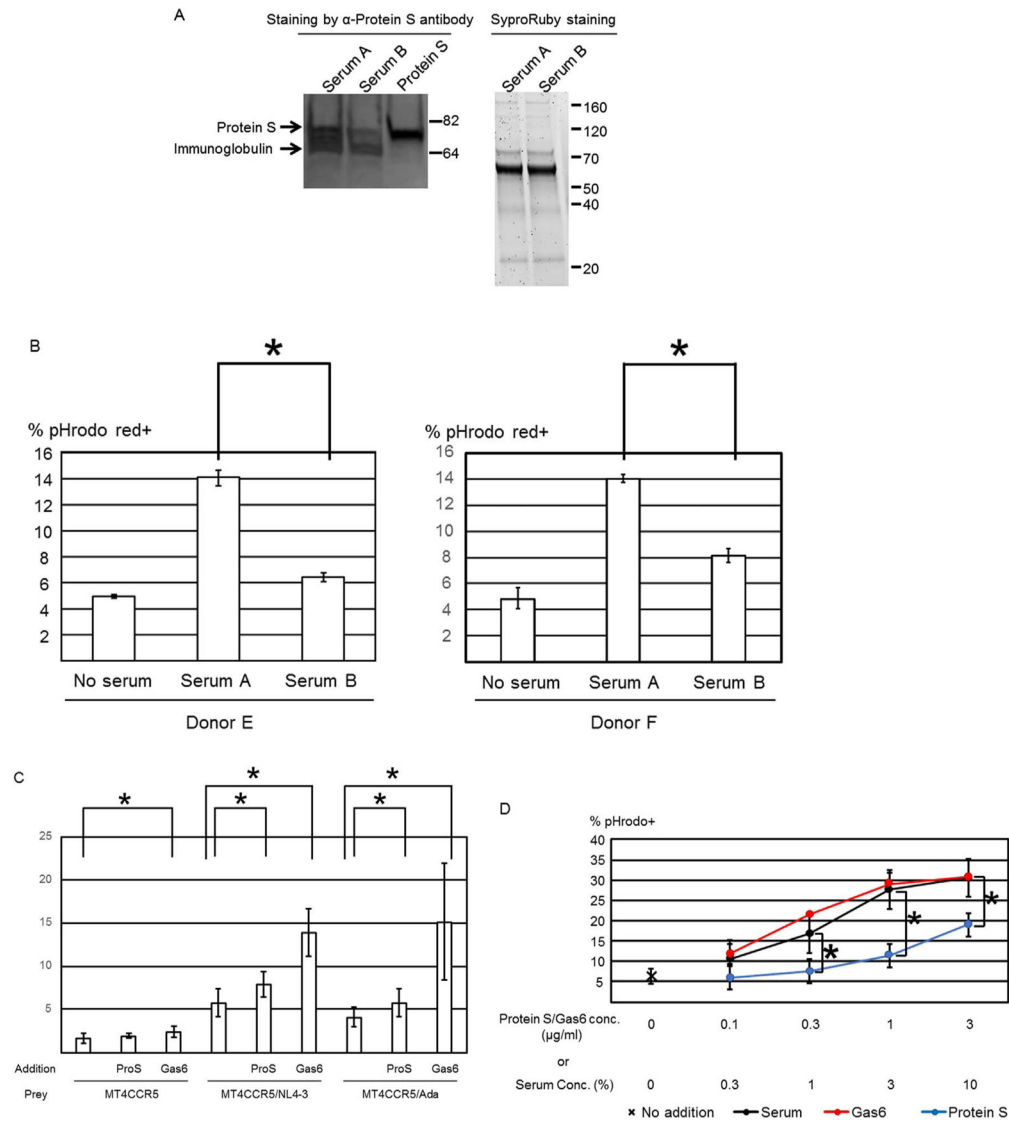 A
Staining by α-Protein S antibody
SyproRuby staining
Serum A
Serum B
Protein S
Serum A
Serum B
Protein S
Immunoglobulin
82
64
160
120
70
50
40
20
B
*
% pHrodo red+
16
14
12
10
8
6
4
2
No serum Serum A Serum B
Donor E
*
% pHrodo red+
16
14
12
10
8
6
4
2
No serum Serum A Serum B
Donor F
C
* * * * *
25
20
15
10
5
Addition ProS Gas6 ProS Gas6 ProS Gas6
Prey MT4CCR5 MT4CCR5/NL4-3 MT4CCR5/Ada
D
% pHrodo+
40
35
30
25
20
15
10
5
* * *
Protein S/Gas6 conc.
(µg/ml)
0 0.1 0.3 1 3
or
Serum Conc. (%) 0 0.3 1 3 10
× No addition Serum Gas6 Protein S